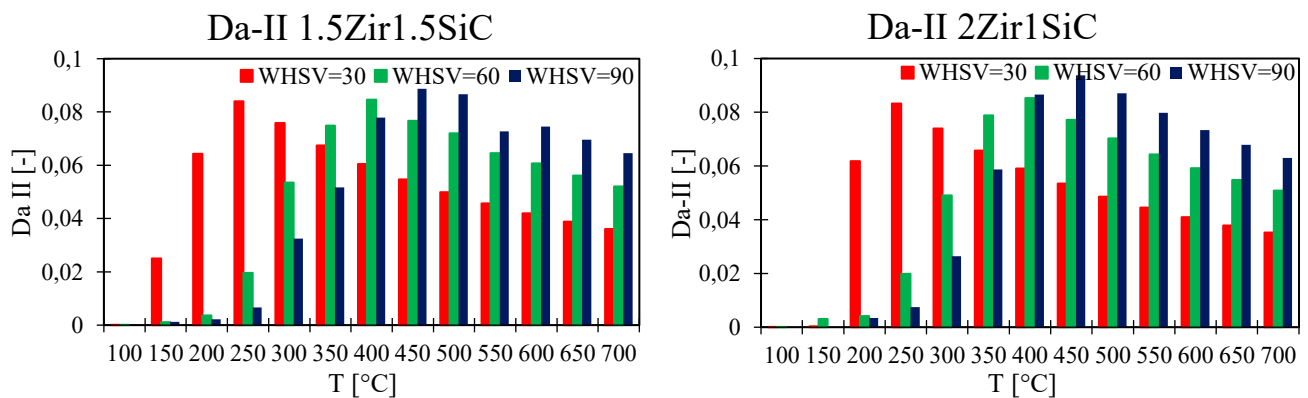 Da-II 1.5Zir1.5SiC
0,1
WHSV=30 WHSV=60 WHSV=90
0,08
0,06
0,04
0,02
0
Da II [-]
100 150 200 250 300 350 400 450 500 550 600 650 700
T [°C]
Da-II 2Zir1SiC
0,1
WHSV=30 WHSV=60 WHSV=90
0,08
0,06
0,04
0,02
0
Da-II [-]
100 150 200 250 300 350 400 450 500 550 600 650 700
T [°C]